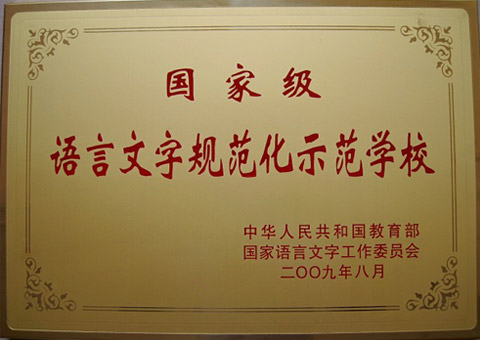 国家级
语言文字规范化示范学校
中华人民共和国教育部
国家语言文字工作委员会
二〇〇九年八月